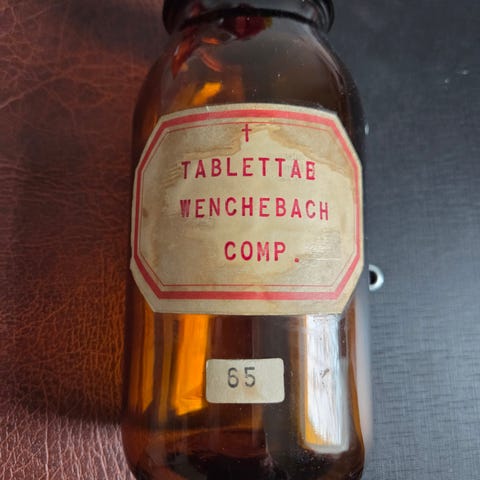 †
TABLETTAE
WENCHEBACH
COMP.
65